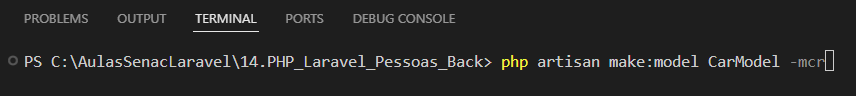 PROBLEMS OUTPUT TERMINAL PORTS DEBUG CONSOLE
PS C:\AulasSenacLaravel\14.PHP_Laravel_Pessoas_Back> php artisan make:model CarModel -mcr